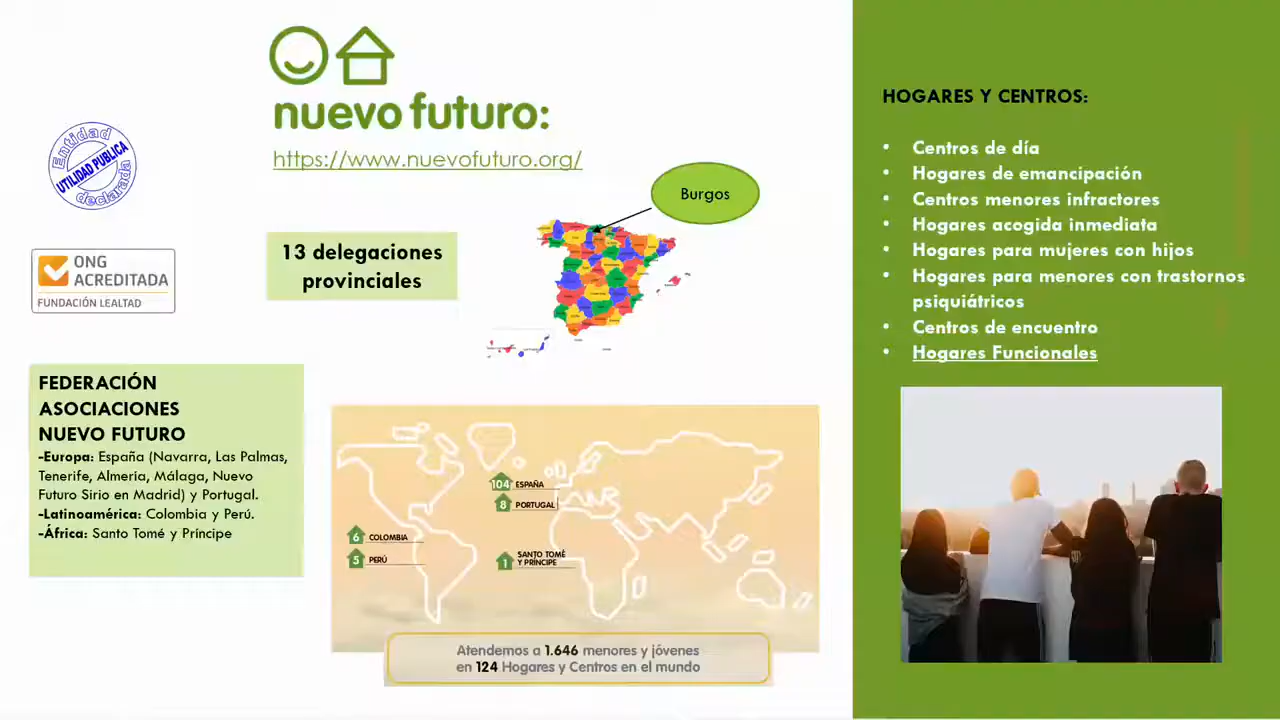 nuevo futuro:
https://www.nuevofuturo.org/
Entidad
UTILIDAD PUBLICA
declarada
ONG
ACREDITADA
FUNDACIÓN LEALTAD
13 delegaciones
provinciales
Burgos
FEDERACIÓN
ASOCIACIONES
NUEVO FUTURO
-Europa: España (Navarra, Las Palmas,
Tenerife, Almeria, Málaga, Nuevo
Futuro Sirio en Madrid) y Portugal.
-Latinoamérica: Colombia y Perú.
-África: Santo Tomé y Príncipe
104 ESPAÑA
8 PORTUGAL
6 COLOMBIA
5 PERÚ
1 SANTO TOMÉ
Y PRÍNCIPE
Atendemos a 1.646 menores y jóvenes
en 124 Hogares y Centros en el mundo
HOGARES Y CENTROS:
• Centros de día
• Hogares de emancipación
• Centros menores infractores
• Hogares acogida inmediata
• Hogares para mujeres con hijos
• Hogares para menores con trastornos
psiquiátricos
• Centros de encuentro
• Hogares Funcionales